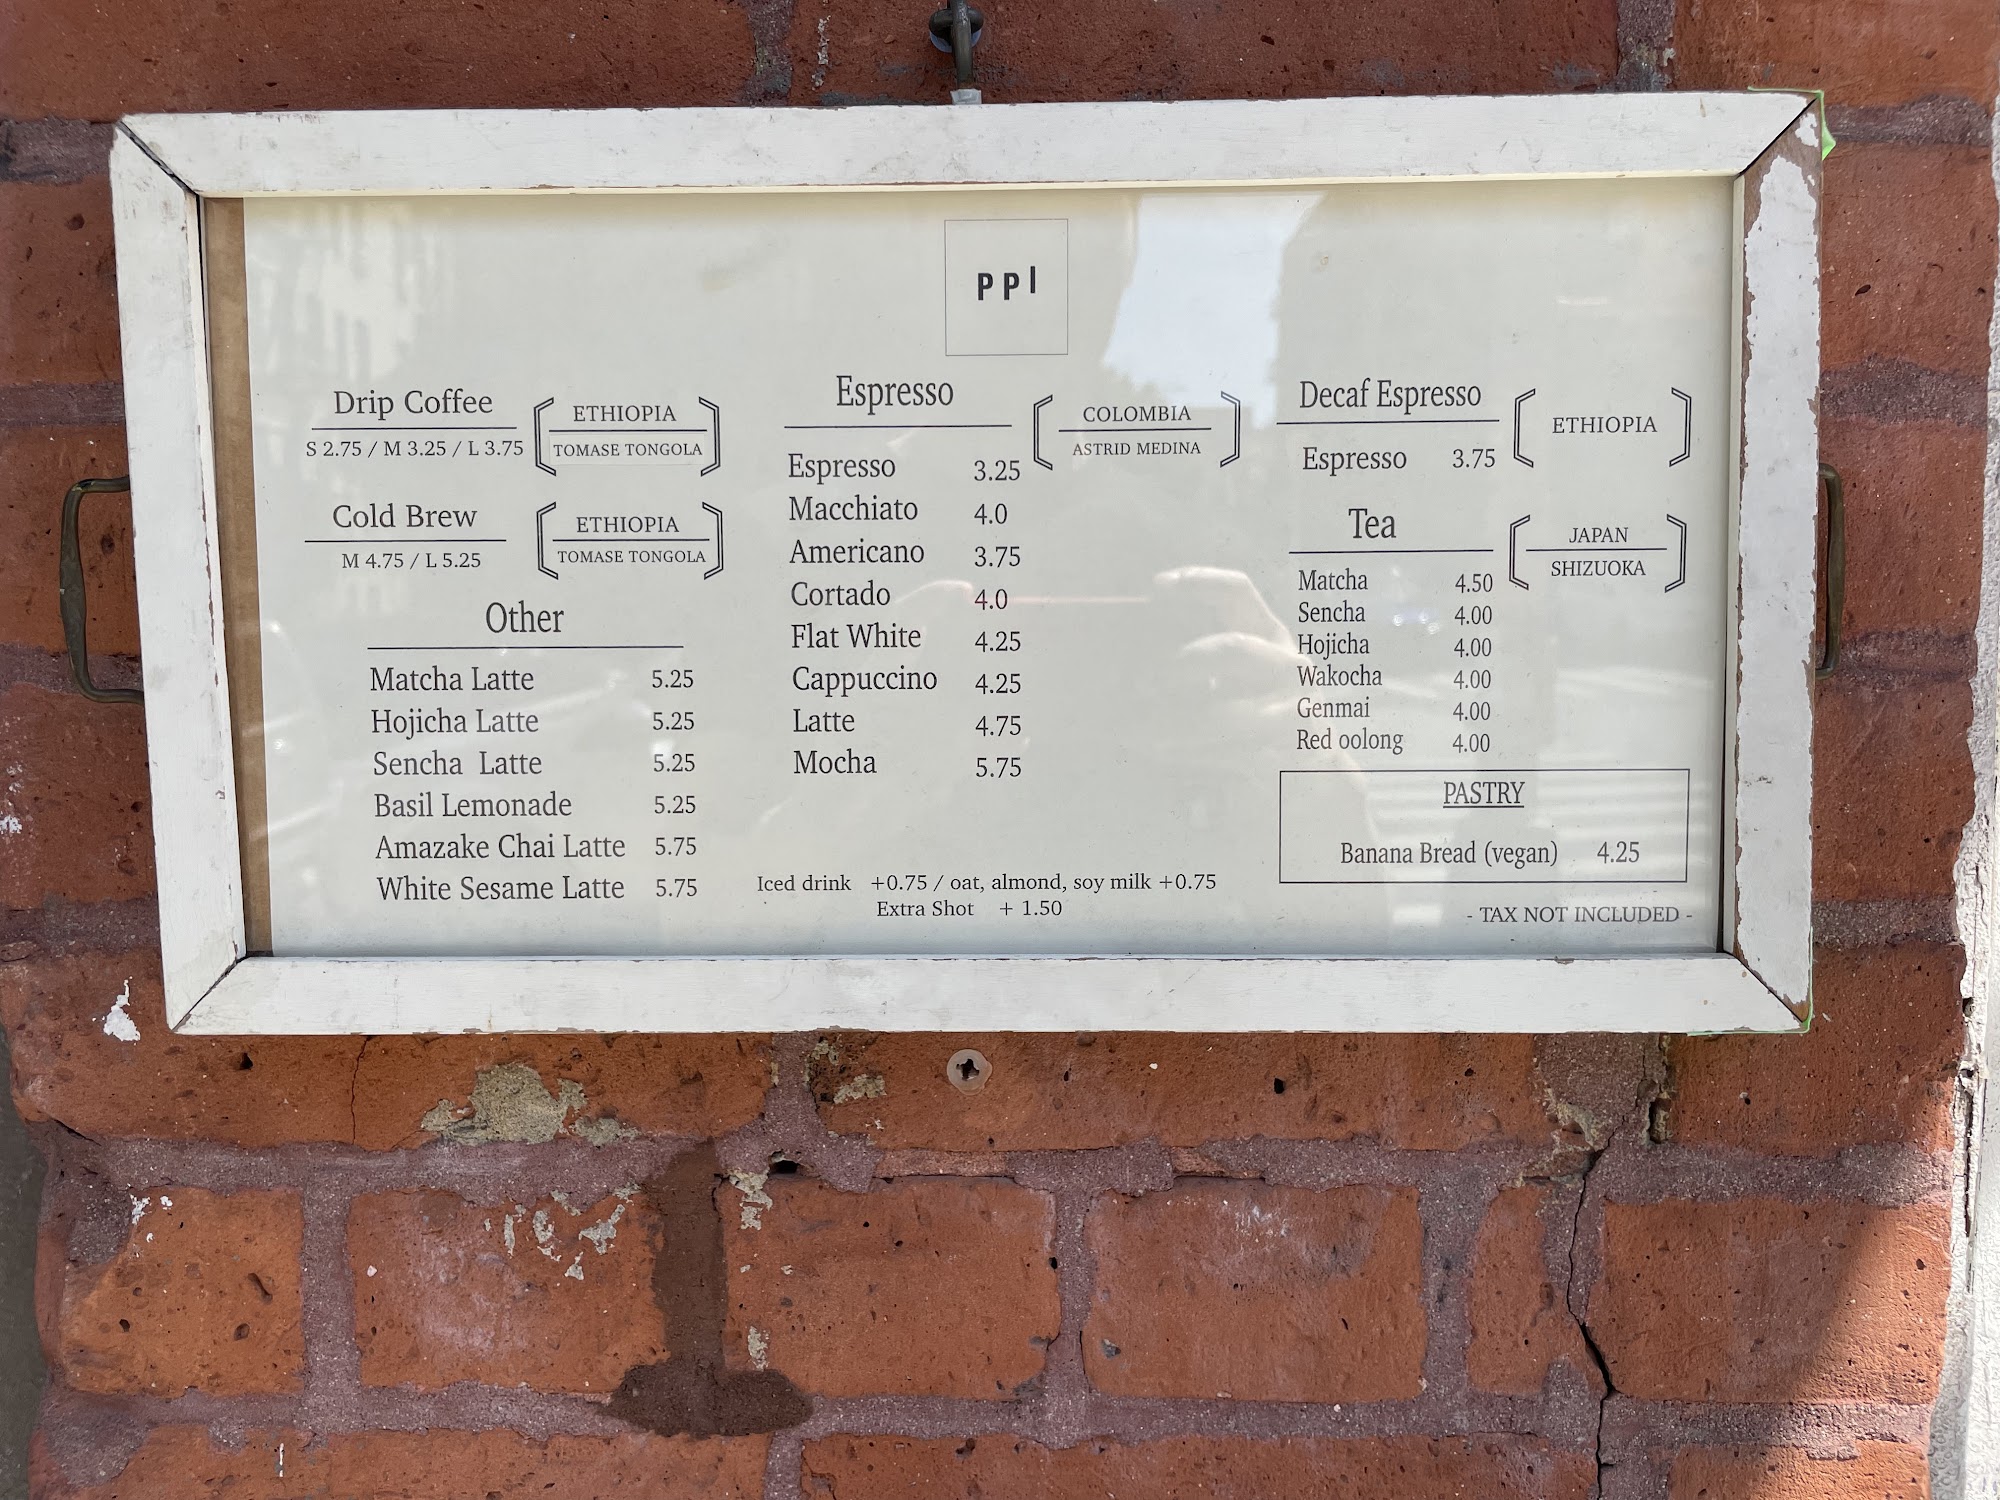 ppl
Drip Coffee
S 2.75 / M 3.25 / L 3.75
ETHIOPIA
TOMASE TONGOLA
Cold Brew
M 4.75 / L 5.25
ETHIOPIA
TOMASE TONGOLA
Other
Matcha Latte 5.25
Hojicha Latte 5.25
Sencha Latte 5.25
Basil Lemonade 5.25
Amazake Chai Latte 5.75
White Sesame Latte 5.75
Espresso
COLOMBIA
ASTRID MEDINA
Espresso 3.25
Macchiato 4.0
Americano 3.75
Cortado 4.0
Flat White 4.25
Cappuccino 4.25
Latte 4.75
Mocha 5.75
Iced drink +0.75 / oat, almond, soy milk +0.75
Extra Shot + 1.50
Decaf Espresso
ETHIOPIA
Espresso 3.75
Tea
JAPAN
SHIZUOKA
Matcha 4.50
Sencha 4.00
Hojicha 4.00
Wakocha 4.00
Genmai 4.00
Red oolong 4.00
PASTRY
Banana Bread (vegan) 4.25
- TAX NOT INCLUDED -